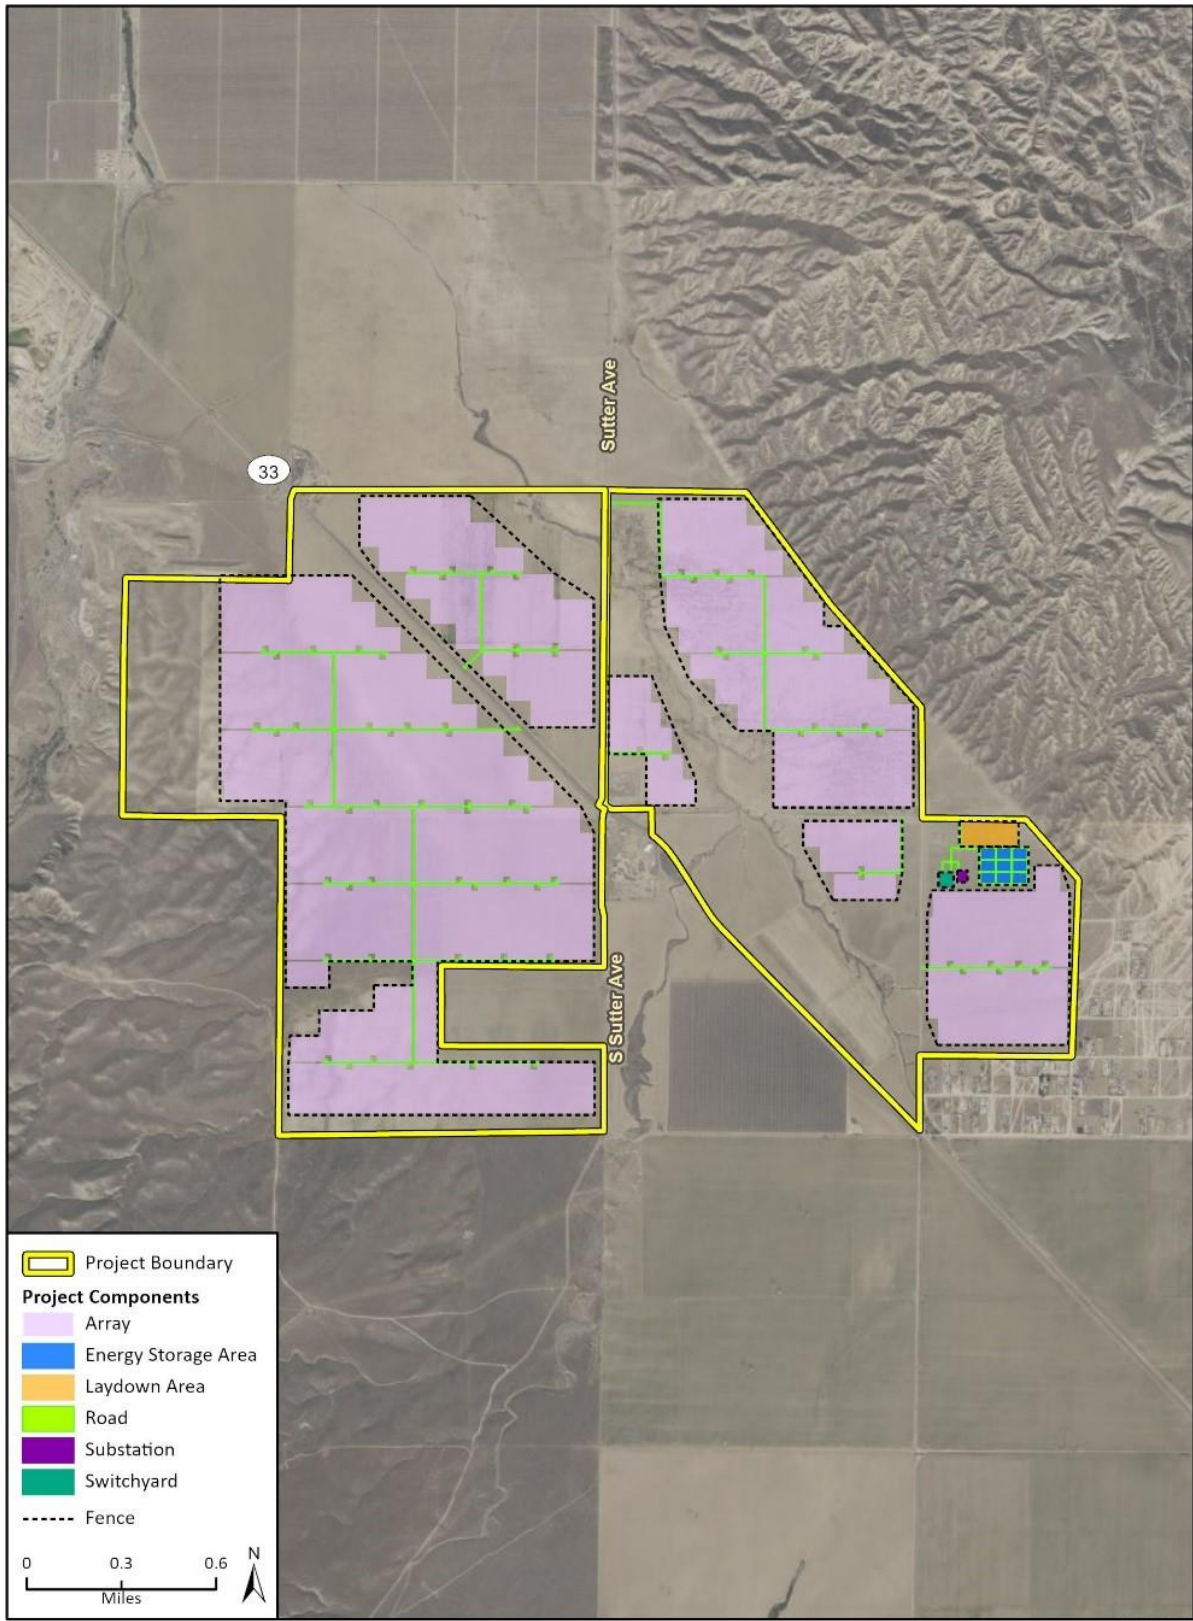 Sutter Ave
33
S Sutter Ave
Project Boundary
Project Components
Array
Energy Storage Area
Laydown Area
Road
Substation
Switchyard
Fence
0 0.3 0.6
Miles
N